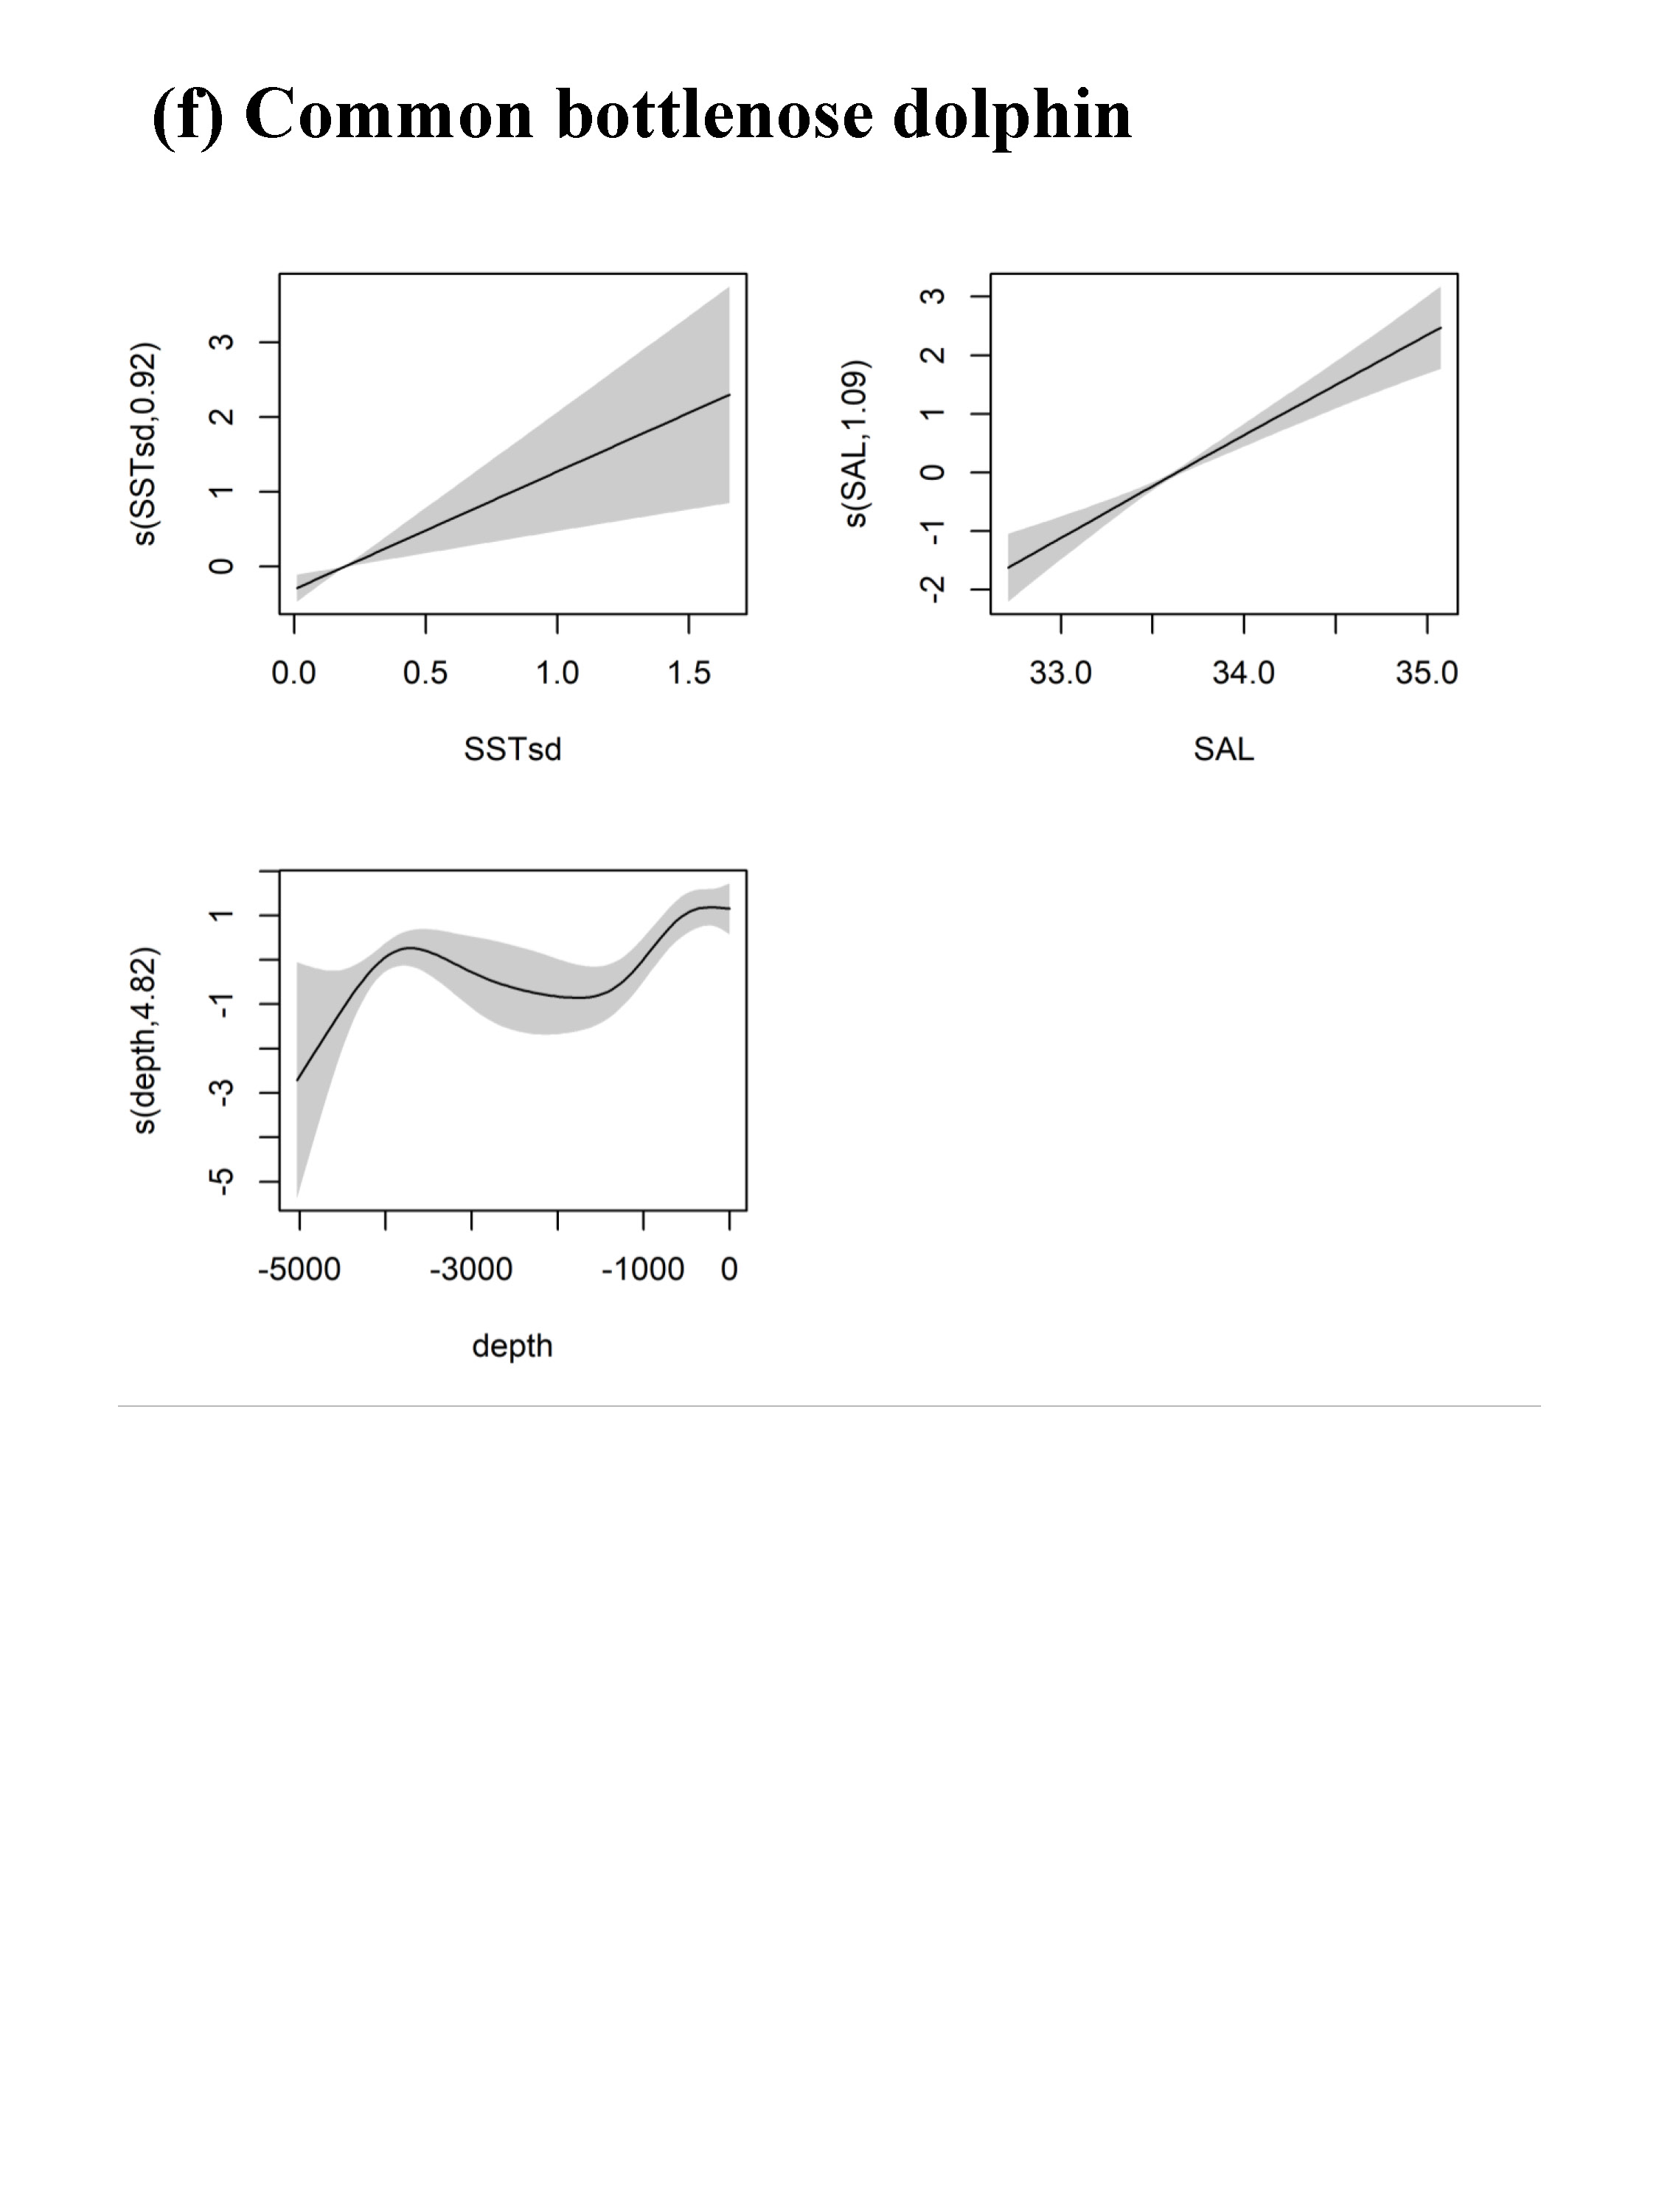 (f) Common bottlenose dolphin
s(SSTsd,0.92)
3
2
1
0
0.0 0.5 1.0 1.5
SSTsd
s(SAL,1.09)
3
2
1
0
-1
-2
33.0 34.0 35.0
SAL
s(depth,4.82)
1
-1
-3
-5
-5000 -3000 -1000 0
depth